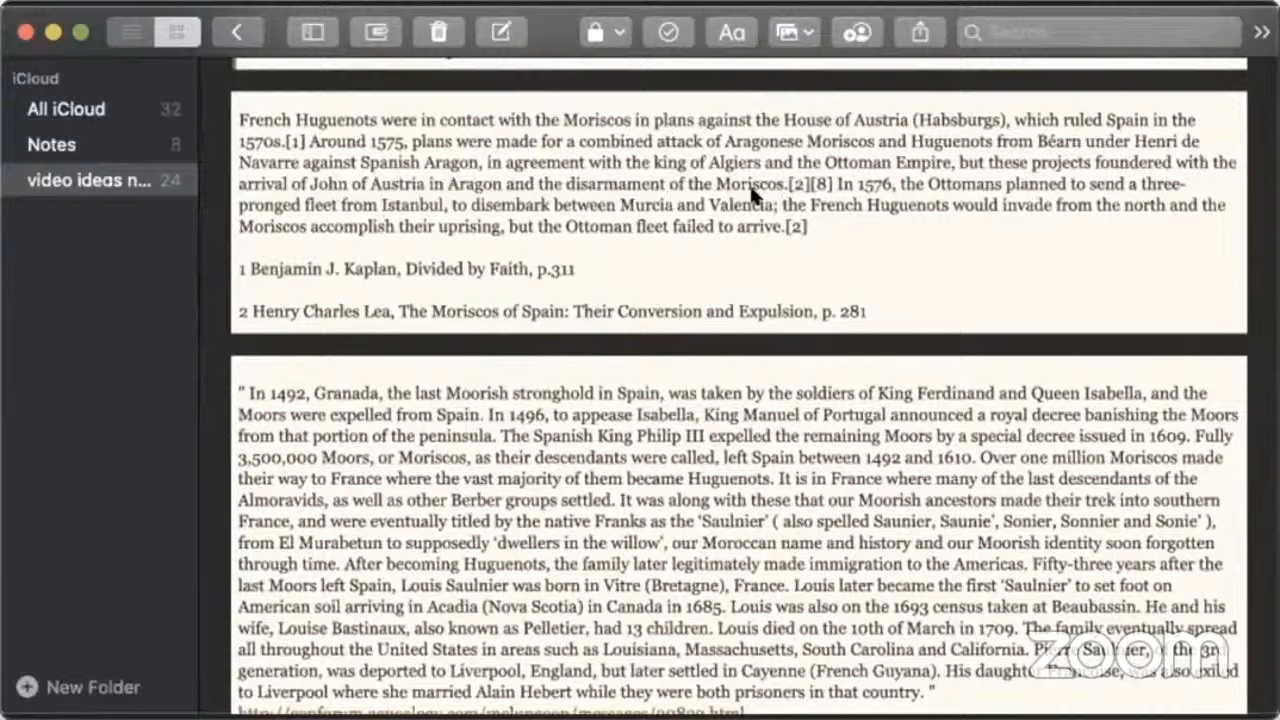 Search
iCloud
All iCloud 32
Notes 8
video ideas n... 24
New Folder
French Huguenots were in contact with the Moriscos in plans against the House of Austria (Habsburgs), which ruled Spain in the
1570s.[1] Around 1575, plans were made for a combined attack of Aragonese Moriscos and Huguenots from Béarn under Henri de
Navarre against Spanish Aragon, in agreement with the king of Algiers and the Ottoman Empire, but these projects foundered with the
arrival of John of Austria in Aragon and the disarmament of the Moriscos.[2][8] In 1576, the Ottomans planned to send a three-
pronged fleet from Istanbul, to disembark between Murcia and Valencia; the French Huguenots would invade from the north and the
Moriscos accomplish their uprising, but the Ottoman fleet failed to arrive.[2]
1 Benjamin J. Kaplan, Divided by Faith, p.311
2 Henry Charles Lea, The Moriscos of Spain: Their Conversion and Expulsion, p. 281
" In 1492, Granada, the last Moorish stronghold in Spain, was taken by the soldiers of King Ferdinand and Queen Isabella, and the
Moors were expelled from Spain. In 1496, to appease Isabella, King Manuel of Portugal announced a royal decree banishing the Moors
from that portion of the peninsula. The Spanish King Philip III expelled the remaining Moors by a special decree issued in 1609. Fully
3,500,000 Moors, or Moriscos, as their descendants were called, left Spain between 1492 and 1610. Over one million Moriscos made
their way to France where the vast majority of them became Huguenots. It is in France where many of the last descendants of the
Almoravids, as well as other Berber groups settled. It was along with these that our Moorish ancestors made their trek into southern
France, and were eventually titled by the native Franks as the 'Saulnier' ( also spelled Saunier, Saunie', Sonier, Sonnier and Sonie' ),
from El Murabetun to supposedly 'dwellers in the willow', our Moroccan name and history and our Moorish identity soon forgotten
through time. After becoming Huguenots, the family later legitimately made immigration to the Americas. Fifty-three years after the
last Moors left Spain, Louis Saulnier was born in Vitre (Bretagne), France. Louis later became the first 'Saulnier' to set foot on
American soil arriving in Acadia (Nova Scotia) in Canada in 1685. Louis was also on the 1693 census taken at Beaubassin. He and his
wife, Louise Bastinaux, also known as Pelletier, had 13 children. Louis died on the 10th of March in 1709. The family eventually spread
all throughout the United States in areas such as Louisiana, Massachusetts, South Carolina and California. Saulnier, of the 3rd
generation, was deported to Liverpool, England, but later settled in Cayenne (French Guyana). His daughter was also exiled
to Liverpool where she married Alain Hebert while they were both prisoners in that country. "
zoom